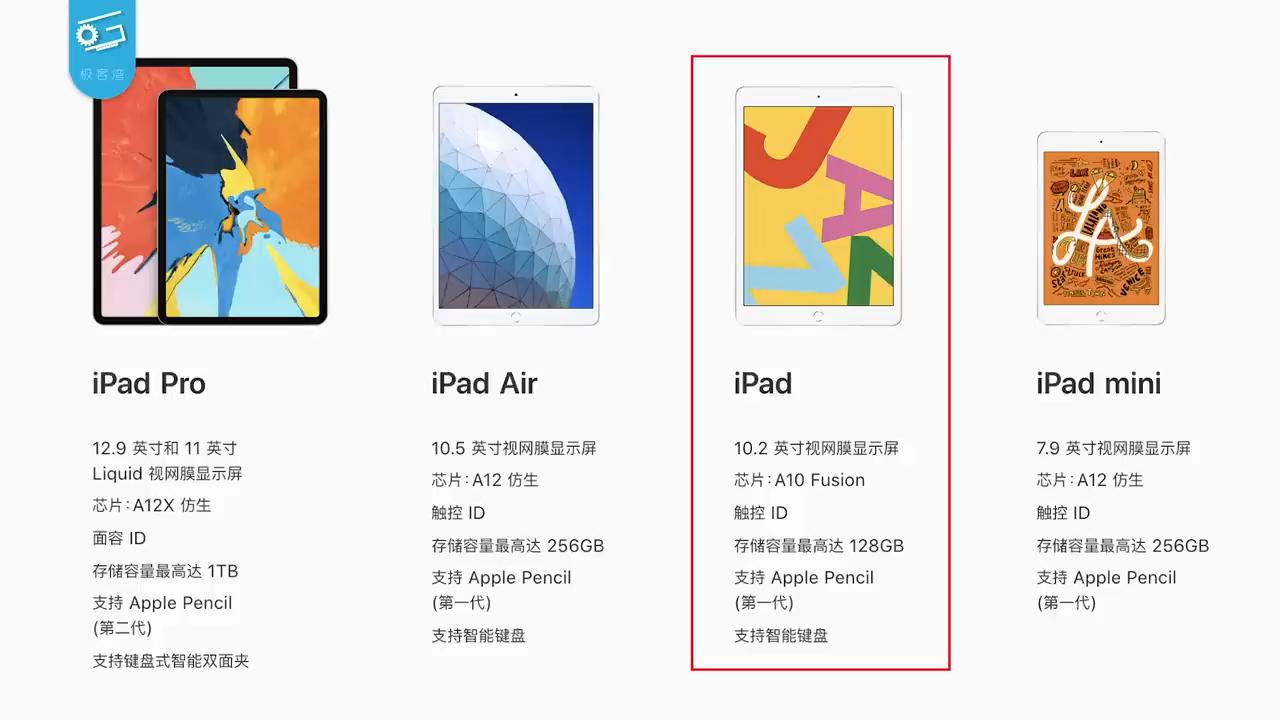 极客湾
iPad Pro
12.9 英寸和 11 英寸
Liquid 视网膜显示屏
芯片：A12X 仿生
面容 ID
存储容量最高达 1TB
支持 Apple Pencil
(第二代)
支持键盘式智能双面夹
iPad Air
10.5 英寸视网膜显示屏
芯片：A12 仿生
触控 ID
存储容量最高达 256GB
支持 Apple Pencil
(第一代)
支持智能键盘
iPad
10.2 英寸视网膜显示屏
芯片：A10 Fusion
触控 ID
存储容量最高达 128GB
支持 Apple Pencil
(第一代)
支持智能键盘
LA
VENICE
iPad mini
7.9 英寸视网膜显示屏
芯片：A12 仿生
触控 ID
存储容量最高达 256GB
支持 Apple Pencil
(第一代)